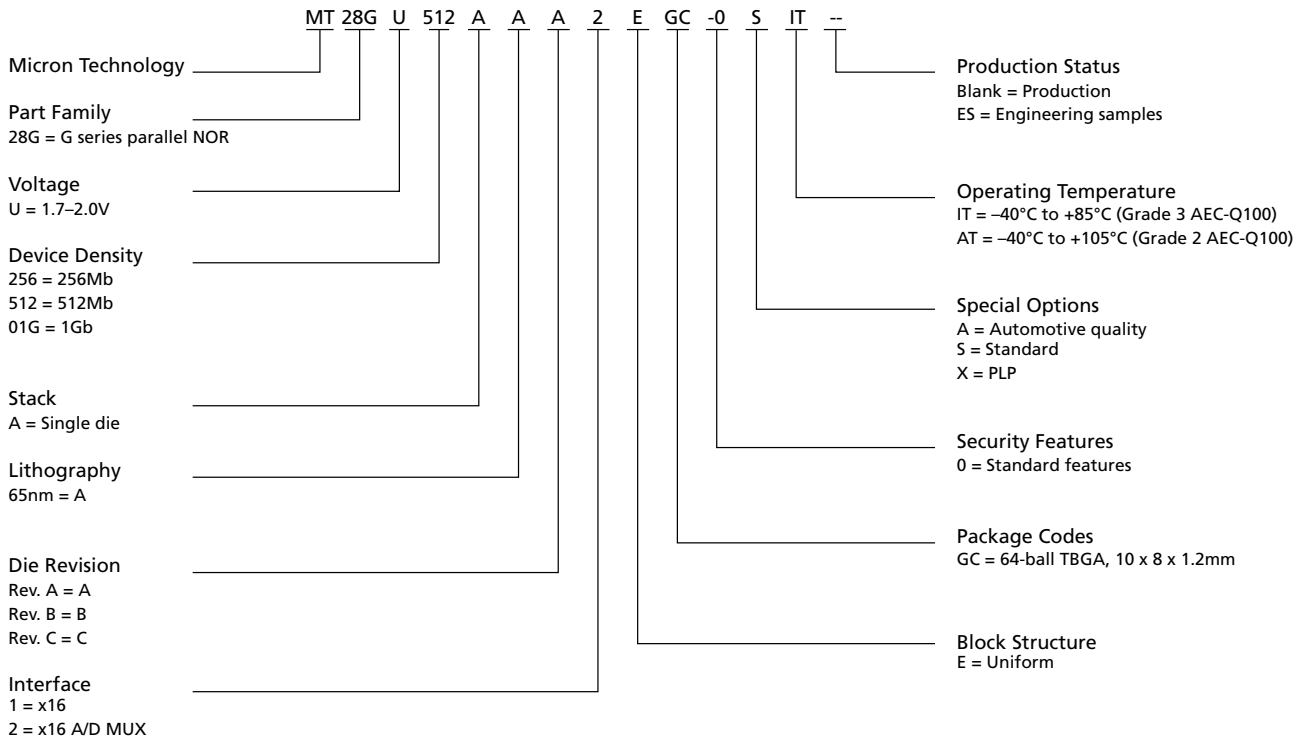 MT 28G U 512 A A A 2 E GC -0 S IT --
Micron Technology
Part Family
28G = G series parallel NOR
Voltage
U = 1.7–2.0V
Device Density
256 = 256Mb
512 = 512Mb
01G = 1Gb
Stack
A = Single die
Lithography
65nm = A
Die Revision
Rev. A = A
Rev. B = B
Rev. C = C
Interface
1 = x16
2 = x16 A/D MUX
Production Status
Blank = Production
ES = Engineering samples
Operating Temperature
IT = –40°C to +85°C (Grade 3 AEC-Q100)
AT = –40°C to +105°C (Grade 2 AEC-Q100)
Special Options
A = Automotive quality
S = Standard
X = PLP
Security Features
0 = Standard features
Package Codes
GC = 64-ball TBGA, 10 x 8 x 1.2mm
Block Structure
E = Uniform